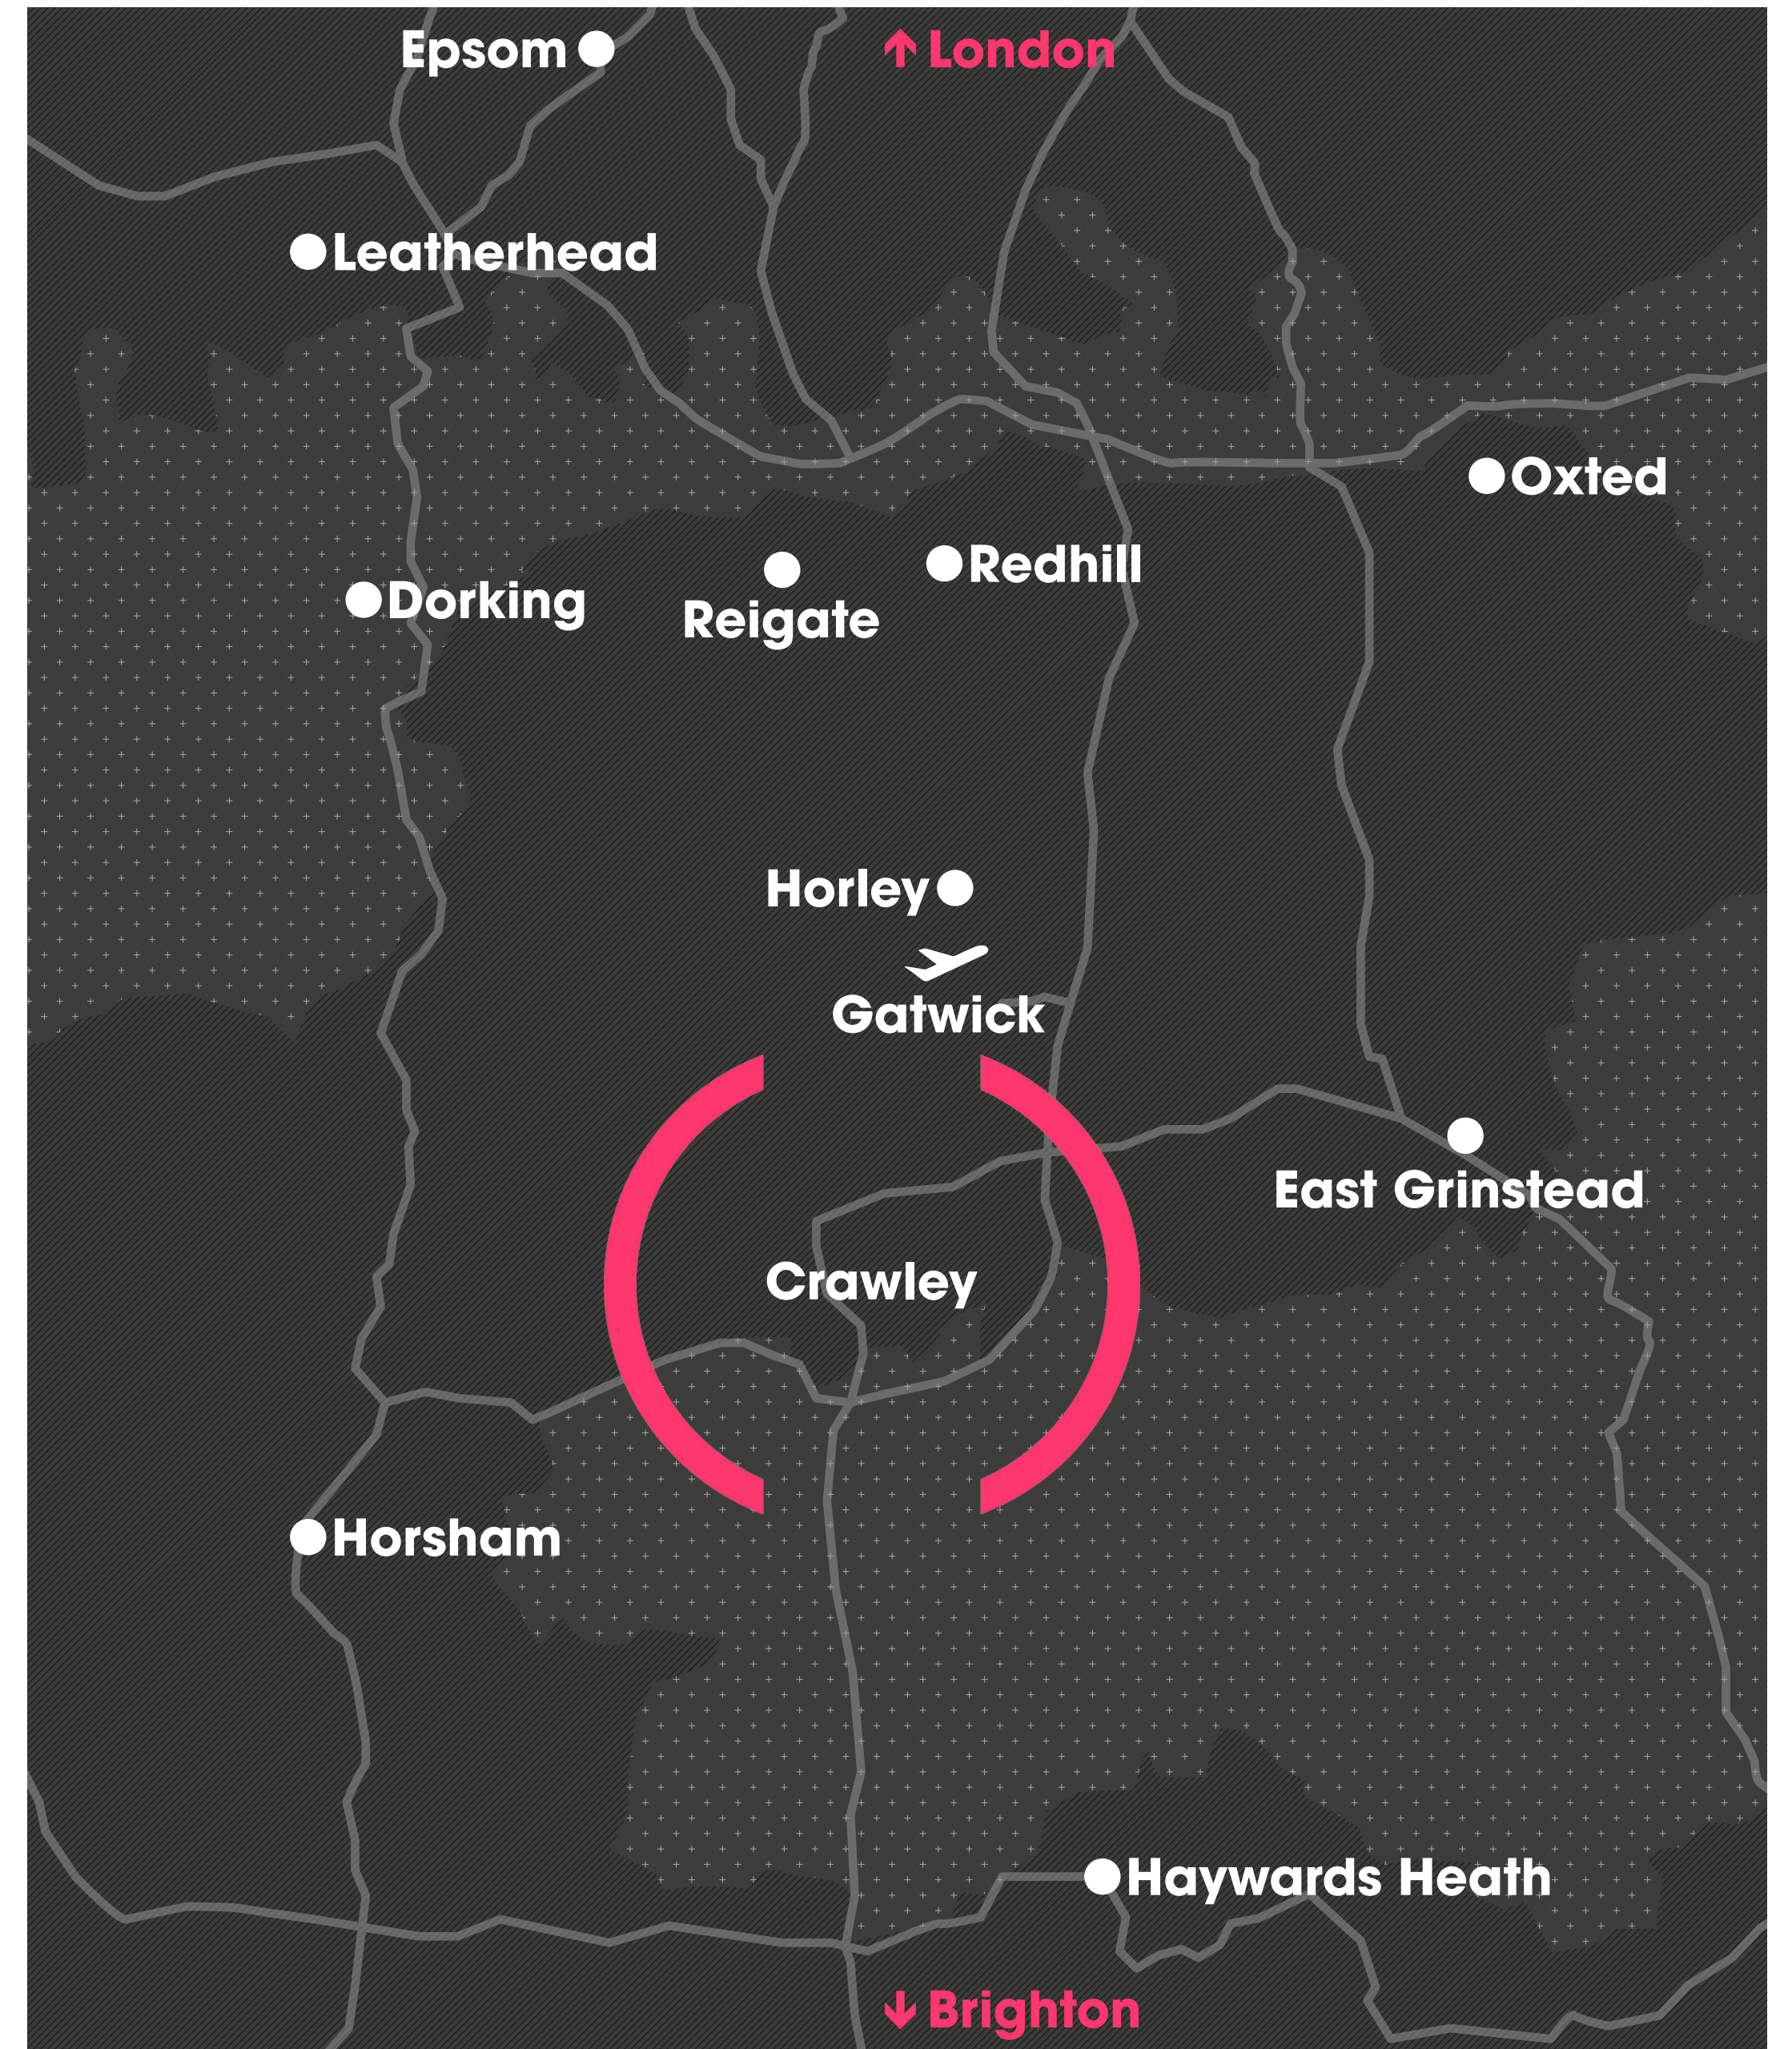 Epsom
↑ London
Leatherhead
Oxted
Redhill
Dorking
Reigate
Horley
Gatwick
East Grinstead
Crawley
Horsham
Haywards Heath
↓ Brighton